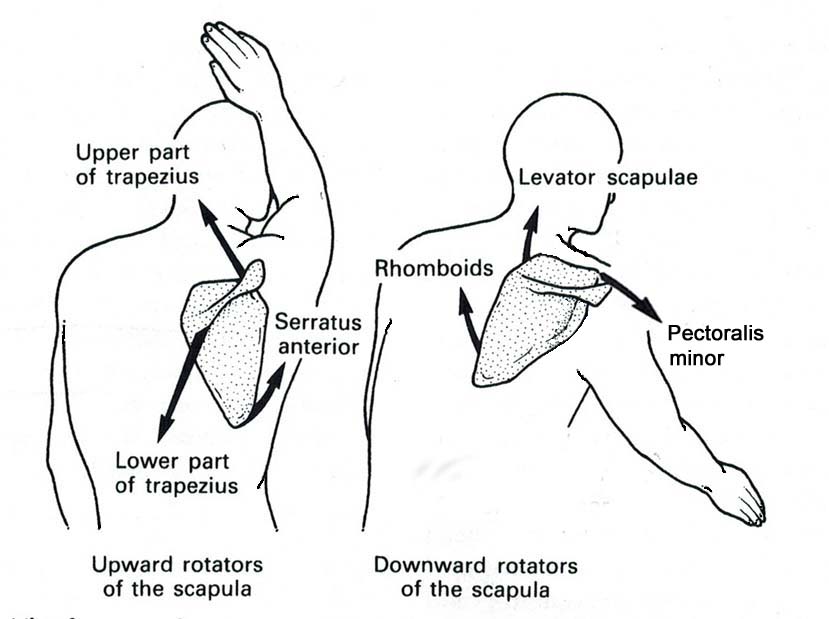 Upper part
of trapezius
Serratus
anterior
Lower part
of trapezius
Upward rotators
of the scapula
Levator scapulae
Rhomboids
Pectoralis
minor
Downward rotators
of the scapula